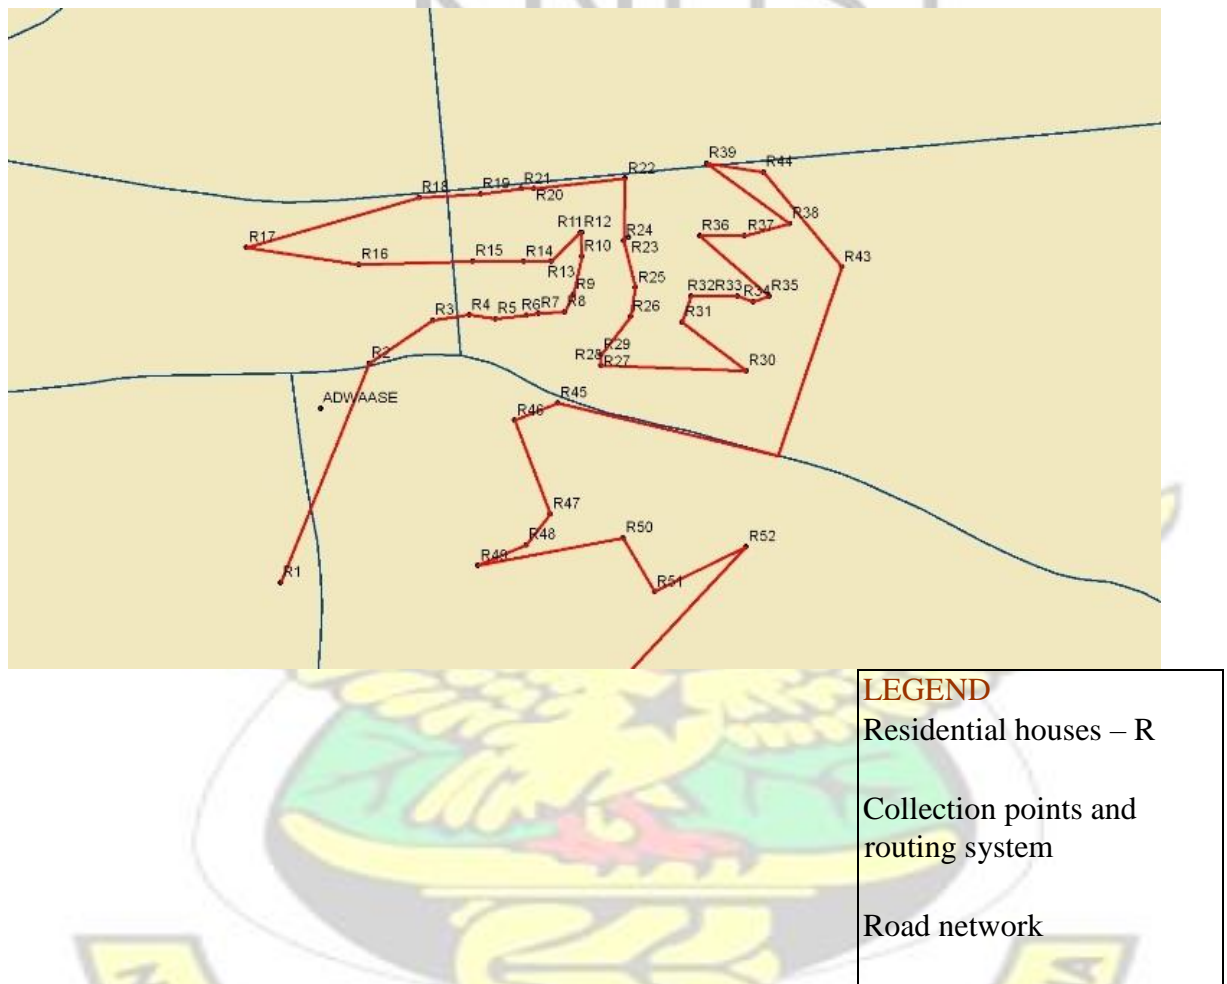 R39
R44
R22
R21
R19
R18
R20
R38
R11 R12
R36
R37
R24
R17
R23
R15
R14
R10
R16
R43
R13
R25
R9
R32
R33
R35
R34
R8
R4
R6
R7
R3
R5
R26
R31
R29
R2
R28
R27
R30
ADWAASE
R45
R46
R47
R50
R48
R52
R49
R1
R51
LEGEND
Residential houses – R
Collection points and
routing system
Road network